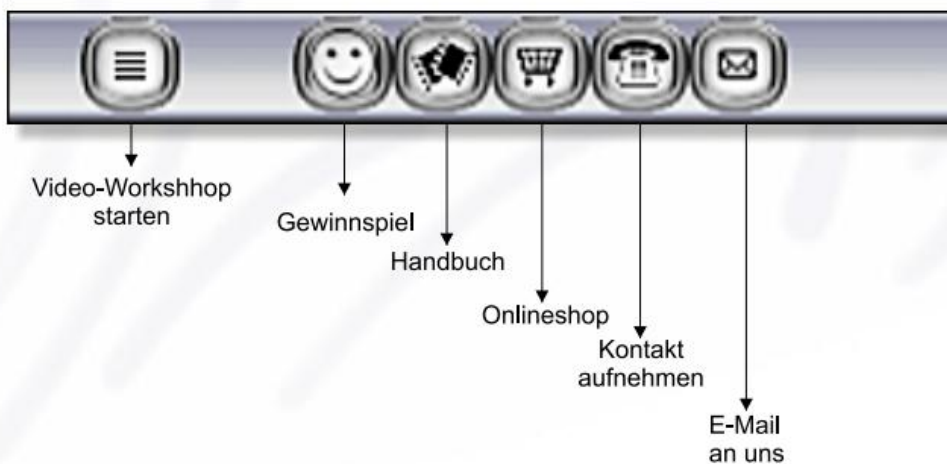 Video-Workshhop
starten
Gewinnspiel
Handbuch
Onlineshop
Kontakt
aufnehmen
E-Mail
an uns